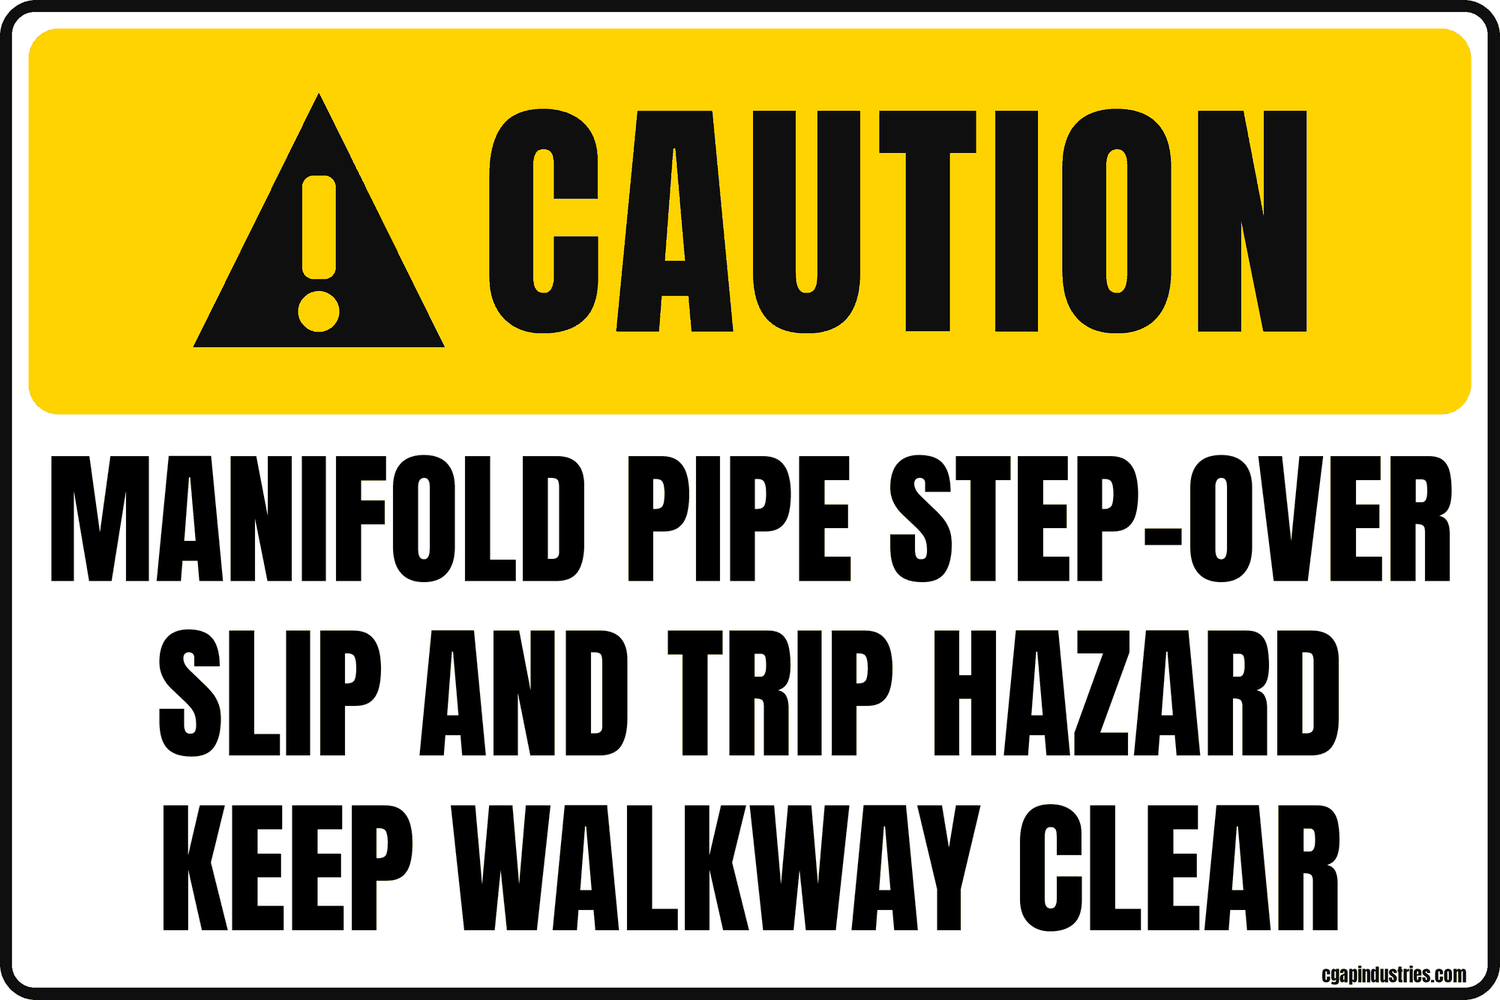 CAUTION
MANIFOLD PIPE STEP-OVER
SLIP AND TRIP HAZARD
KEEP WALKWAY CLEAR
cgapindustries.com